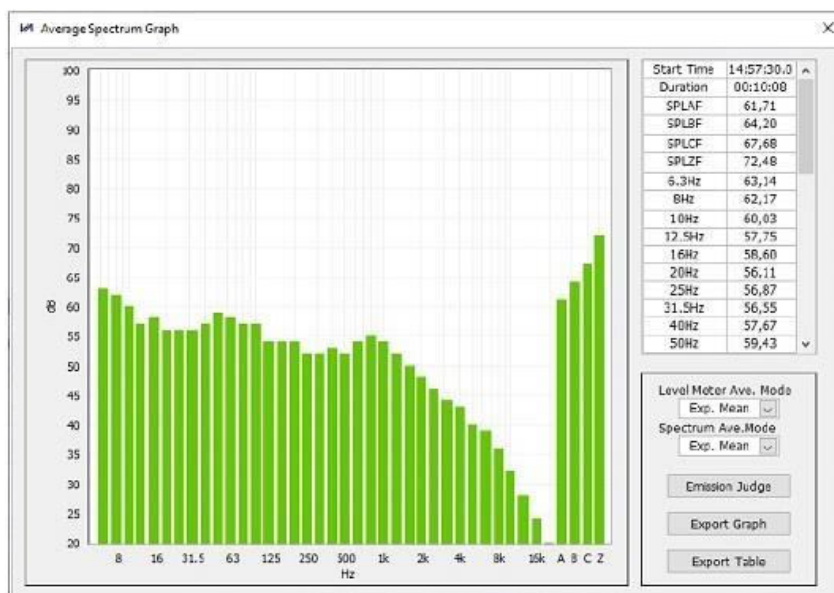 Average Spectrum Graph
100
95
90
85
80
75
70
65
60
55
50
45
40
35
30
25
20
dB
8 16 31.5 63 125 250 500 1k 2k 4k 8k 16k A B C Z
Hz
Start Time 14:57:30.0
Duration 00:10:08
SPLAF 61,71
SPLBF 64,20
SPLCF 67,68
SPLZF 72,48
6.3Hz 63,14
8Hz 62,17
10Hz 60,03
12.5Hz 57,75
16Hz 58,60
20Hz 56,11
25Hz 56,87
31.5Hz 56,55
40Hz 57,67
50Hz 59,43
Level Meter Ave. Mode
Exp. Mean
Spectrum Ave.Mode
Exp. Mean
Emission Judge
Export Graph
Export Table